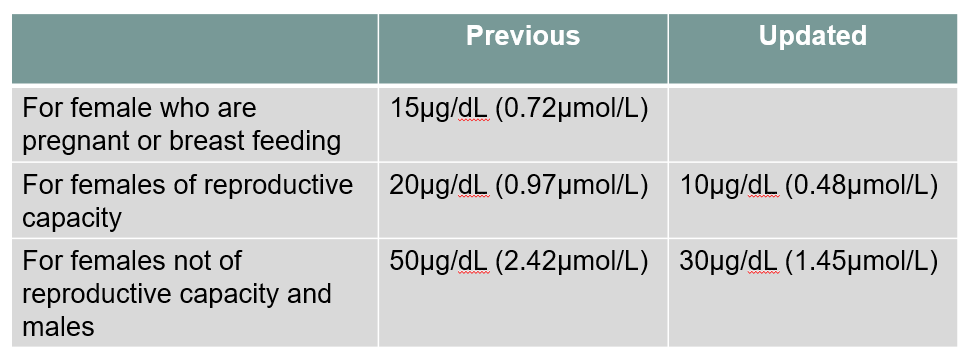 Previous Updated
For female who are
pregnant or breast feeding
15µg/dL (0.72µmol/L)
For females of reproductive
capacity
20µg/dL (0.97µmol/L)
10µg/dL (0.48µmol/L)
For females not of
reproductive capacity and
males
50µg/dL (2.42µmol/L)
30µg/dL (1.45µmol/L)